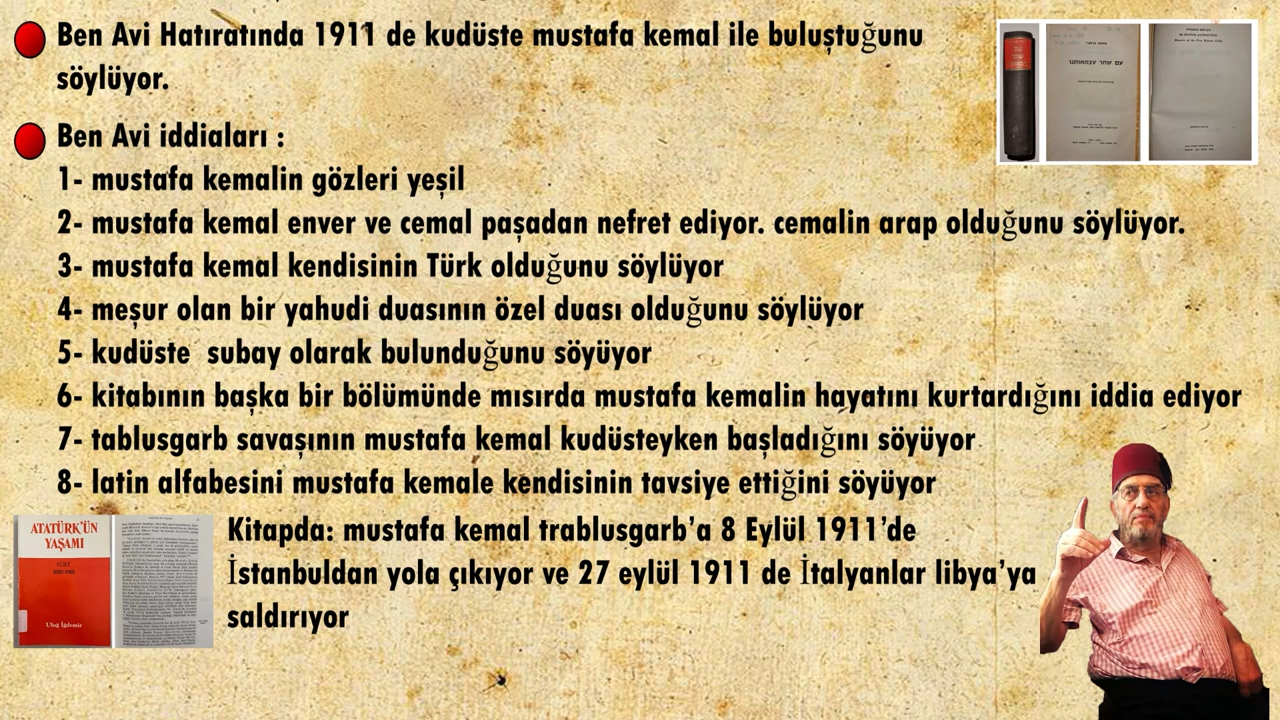 Ben Avi Hatıratında 1911 de kudüste mustafa kemal ile buluştuğunu
söylüyor.
עם שחר עצמאותנו
Ben Avi iddiaları :
1- mustafa kemalin gözleri yeşil
2- mustafa kemal enver ve cemal paşadan nefret ediyor. cemalin arap olduğunu söylüyor.
3- mustafa kemal kendisinin Türk olduğunu söylüyor
4- meşur olan bir yahudi duasının özel duası olduğunu söylüyor
5- kudüste subay olarak bulunduğunu söyüyor
6- kitabının başka bir bölümünde mısırda mustafa kemalin hayatını kurtardığını iddia ediyor
7- tablusgarb savaşının mustafa kemal kudüsteyken başladığını söyüyor
8- latin alfabesini mustafa kemale kendisinin tavsiye ettiğini söyüyor
ATATÜRK'ÜN
YAŞAMI
Uluğ İğdemir
Kitapda: mustafa kemal trablusgarb’a 8 Eylül 1911’de
İstanbuldan yola çıkıyor ve 27 eylül 1911 de İtalyanlar libya’ya
saldırıyor